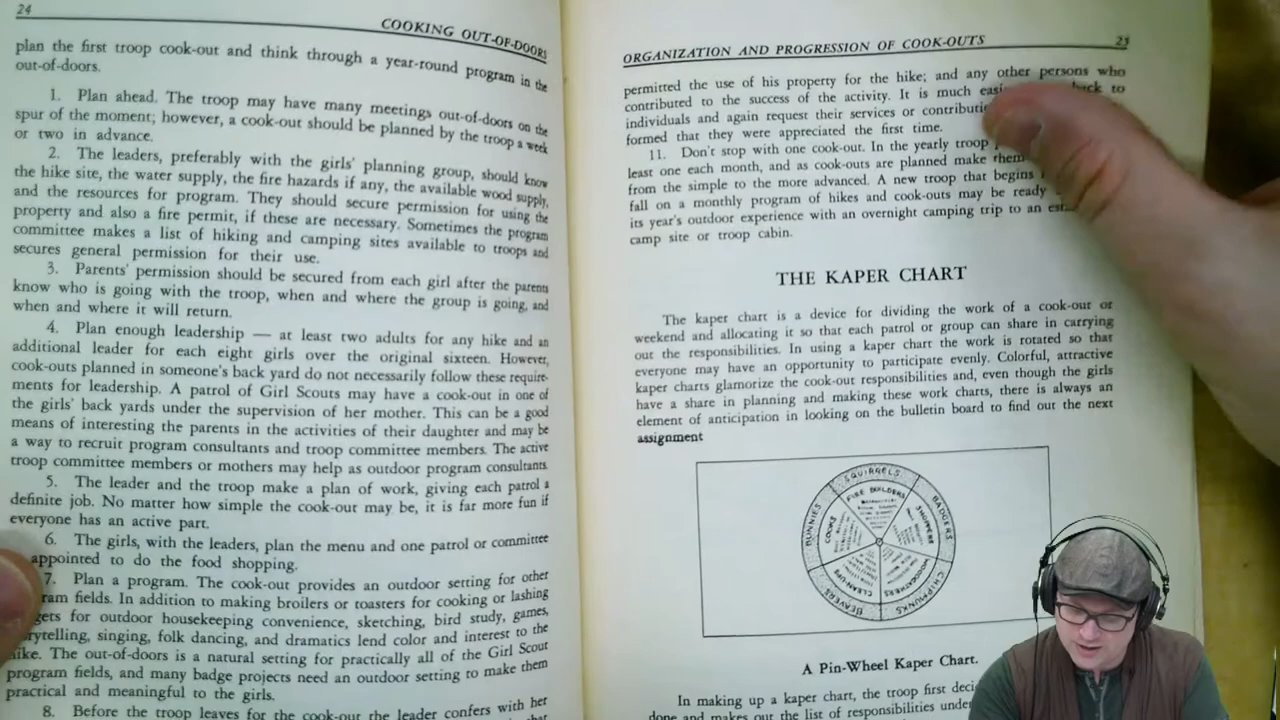 24
COOKING OUT-OF-DOORS
plan the first troop cook-out and think through a year-round program in the
out-of-doors.
1. Plan ahead. The troop may have many meetings out-of-doors on the
spur of the moment; however, a cook-out should be planned by the troop a week
or two in advance.
2. The leaders, preferably with the girls' planning group, should know
the hike site, the water supply, the fire hazards if any, the available wood supply,
and the resources for program. They should secure permission for using the
property and also a fire permit, if these are necessary. Sometimes the program
committee makes a list of hiking and camping sites available to troops and
secures general permission for their use.
3. Parents' permission should be secured from each girl after the parents
know who is going with the troop, when and where the group is going, and
when and where it will return.
4. Plan enough leadership — at least two adults for any hike and an
additional leader for each eight girls over the original sixteen. However,
cook-outs planned in someone's back yard do not necessarily follow these require-
ments for leadership. A patrol of Girl Scouts may have a cook-out in one of
the girls' back yards under the supervision of her mother. This can be a good
means of interesting the parents in the activities of their daughter and may be
a way to recruit program consultants and troop committee members. The active
troop committee members or mothers may help as outdoor program consultants.
5. The leader and the troop make a plan of work, giving each patrol a
definite job. No matter how simple the cook-out may be, it is far more fun if
everyone has an active part.
6. The girls, with the leaders, plan the menu and one patrol or committee
appointed to do the food shopping.
7. Plan a program. The cook-out provides an outdoor setting for other
ram fields. In addition to making broilers or toasters for cooking or lashing
gets for outdoor housekeeping convenience, sketching, bird study, games,
rytelling, singing, folk dancing, and dramatics lend color and interest to the
ike. The out-of-doors is a natural setting for practically all of the Girl Scout
program fields, and many badge projects need an outdoor setting to make them
practical and meaningful to the girls.
8. Before the troop leaves for the cook-out the leader confers with her
ORGANIZATION AND PROGRESSION OF COOK-OUTS
25
permitted the use of his property for the hike; and any other persons who
contributed to the success of the activity. It is much easi back to
individuals and again request their services or contributi
formed that they were appreciated the first time.
11. Don't stop with one cook-out. In the yearly troop
least one each month, and as cook-outs are planned make them
from the simple to the more advanced. A new troop that begins
fall on a monthly program of hikes and cook-outs may be ready
its year's outdoor experience with an overnight camping trip to an est
camp site or troop cabin.
THE KAPER CHART
The kaper chart is a device for dividing the work of a cook-out or
weekend and allocating it so that each patrol or group can share in carrying
out the responsibilities. In using a kaper chart the work is rotated so that
everyone may have an opportunity to participate evenly. Colorful, attractive
kaper charts glamorize the cook-out responsibilities and, even though the girls
have a share in planning and making these work charts, there is always an
element of anticipation in looking on the bulletin board to find out the next
assignment
SQUIRRELS
BADGERS
CHIPMUNKS
BEAVERS
BUNNIES
FIRE BUILDERS
SHOPPERS
WOODGATHERERS
CLEAN-UPS
COOKS
A Pin-Wheel Kaper Chart.
In making up a kaper chart, the troop first deci
done and makes out the list of responsibilities under